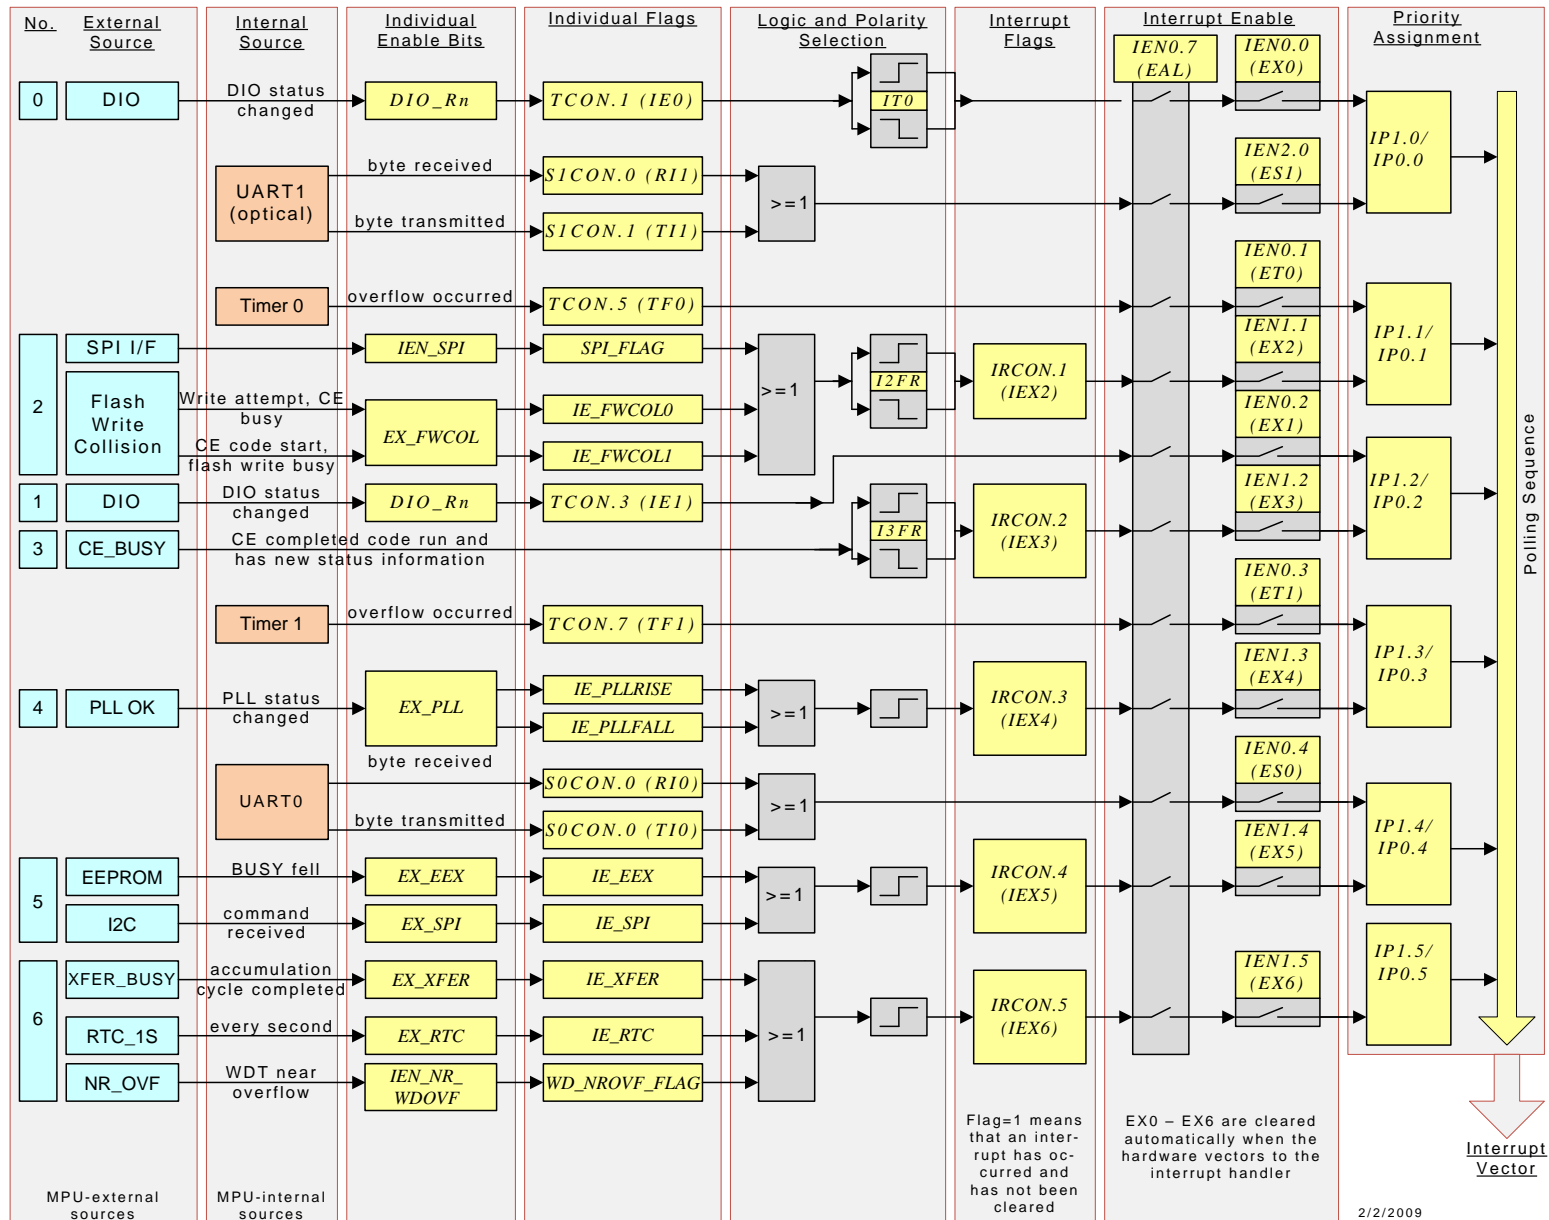 No.
External
Source
Internal
Source
Individual
Enable Bits
Individual Flags
Logic and Polarity
Selection
Interrupt
Flags
Interrupt Enable
Priority
Assignment
IEN0.7
(EAL)
IEN0.0
(EX0)
0
DIO
DIO status
changed
DIO_Rn
TCON.1 (IE0)
IT0
IP1.0/
IP0.0
UART1
(optical)
byte received
S1CON.0 (RI1)
byte transmitted
S1CON.1 (TI1)
>=1
IEN2.0
(ES1)
Timer 0
overflow occurred
TCON.5 (TF0)
IEN0.1
(ET0)
2
SPI I/F
IEN_SPI
SPI_FLAG
Flash
Write
Collision
Write attempt, CE
busy
CE code start,
flash write busy
EX_FWCOL
IE_FWCOL0
IE_FWCOL1
>=1
I2FR
IRCON.1
(IEX2)
IEN1.1
(EX2)
IP1.1/
IP0.1
1
DIO
DIO status
changed
DIO_Rn
TCON.3 (IE1)
IEN0.2
(EX1)
3
CE_BUSY
CE completed code run and
has new status information
I3FR
IRCON.2
(IEX3)
IEN1.2
(EX3)
IP1.2/
IP0.2
Polling Sequence
Timer 1
overflow occurred
TCON.7 (TF1)
IEN0.3
(ET1)
4
PLL OK
PLL status
changed
EX_PLL
IE_PLLRISE
IE_PLLFALL
>=1
IRCON.3
(IEX4)
IEN1.3
(EX4)
IP1.3/
IP0.3
UART0
byte received
S0CON.0 (RI0)
byte transmitted
S0CON.0 (TI0)
>=1
IEN0.4
(ES0)
5
EEPROM
BUSY fell
EX_EEX
IE_EEX
I2C
command
received
EX_SPI
IE_SPI
>=1
IRCON.4
(IEX5)
IEN1.4
(EX5)
IP1.4/
IP0.4
6
XFER_BUSY
accumulation
cycle completed
EX_XFER
IE_XFER
RTC_1S
every second
EX_RTC
IE_RTC
NR_OVF
WDT near
overflow
IEN_NR_
WDOVF
WD_NROVF_FLAG
>=1
IRCON.5
(IEX6)
IEN1.5
(EX6)
IP1.5/
IP0.5
Flag=1 means
that an inter-
rupt has oc-
curred and
has not been
cleared
EX0 – EX6 are cleared
automatically when the
hardware vectors to the
interrupt handler
Interrupt
Vector
MPU-external
sources
MPU-internal
sources
2/2/2009